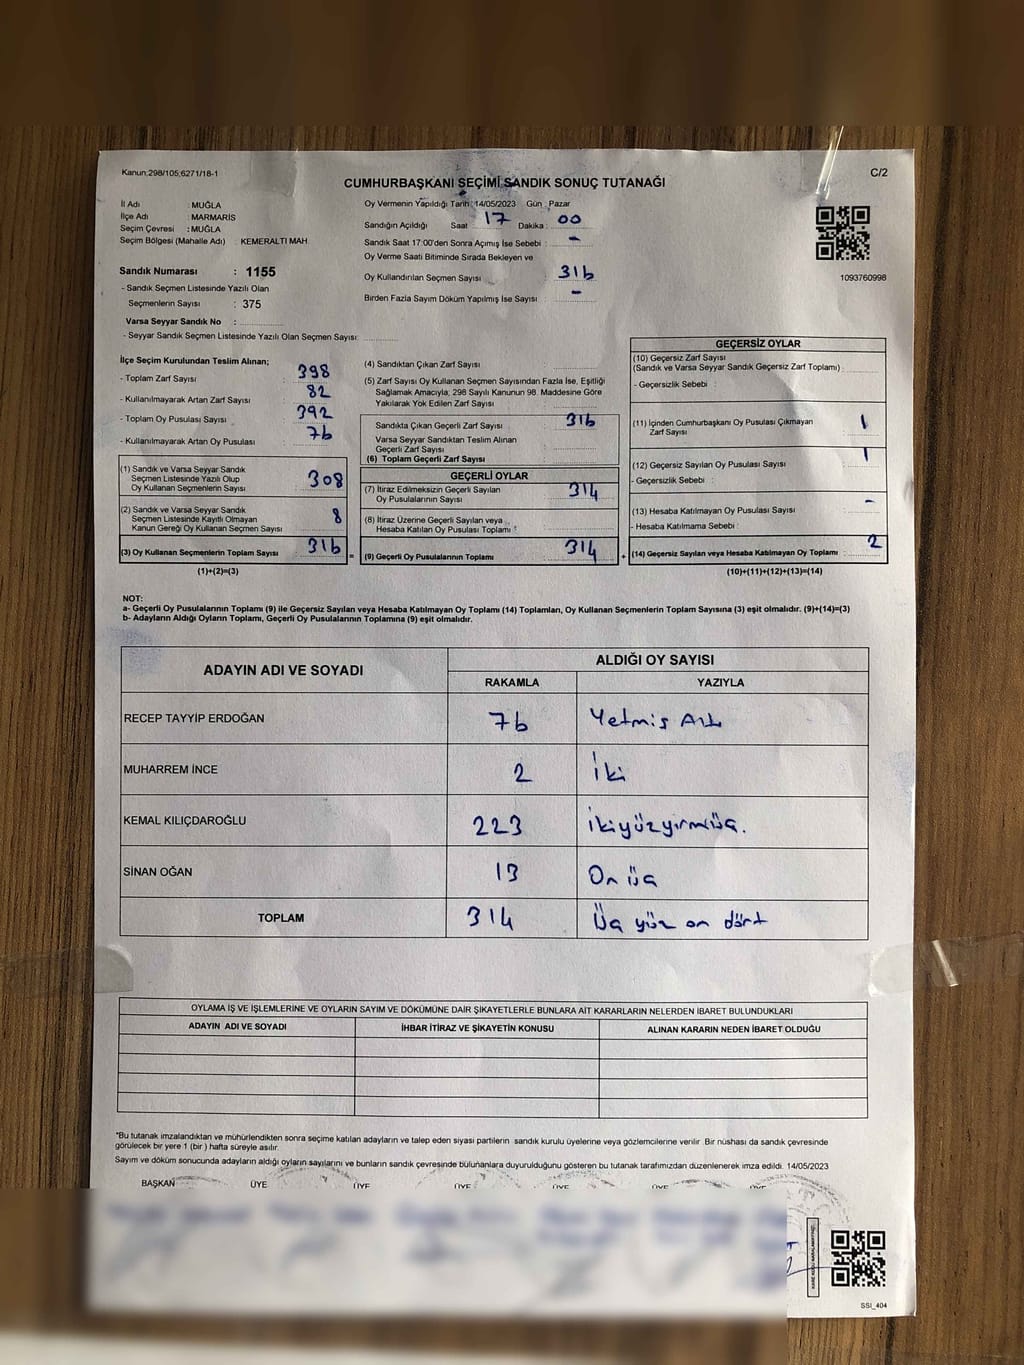 Kanun:298/105,6271/18-1
C/2
CUMHURBAŞKANI SEÇİMİ SANDIK SONUÇ TUTANAĞI
İl Adı : MUĞLA
İlçe Adı : MARMARİS
Seçim Çevresi : MUĞLA
Seçim Bölgesi (Mahalle Adı) : KEMERALTI MAH.
Sandık Numarası : 1155
- Sandık Seçmen Listesinde Yazılı Olan
Seçmenlerin Sayısı : 375
Varsa Seyyar Sandık No :
- Seyyar Sandık Seçmen Listesinde Yazılı Olan Seçmen Sayısı:
Oy Vermenin Yapıldığı Tarih :14/05/2023 Gün : Pazar
Sandığın Açıldığı Saat 17 Dakika : 00
Sandık Saat 17:00'den Sonra Açımış İse Sebebi : -
Oy Verme Saati Bitiminde Sırada Bekleyen ve
Oy Kullandırılan Seçmen Sayısı : 316
Birden Fazla Sayım Döküm Yapılmış İse Sayısı : -
1093760998
İlçe Seçim Kurulundan Teslim Alınan;
- Toplam Zarf Sayısı : 398
- Kullanılmayarak Artan Zarf Sayısı : 82
- Toplam Oy Pusulası Sayısı : 392
- Kullanılmayarak Artan Oy Pusulası : 76
(1) Sandık ve Varsa Seyyar Sandık
Seçmen Listesinde Yazılı Olup
Oy Kullanan Seçmenlerin Sayısı 308
(2) Sandık ve Varsa Seyyar Sandık
Seçmen Listesinde Kayıtlı Olmayan
Kanun Gereği Oy Kullanan Seçmen Sayısı 8
(3) Oy Kullanan Seçmenlerin Toplam Sayısı 316
(1)+(2)=(3)
(4) Sandıktan Çıkan Zarf Sayısı :
(5) Zarf Sayısı Oy Kullanan Seçmen Sayısından Fazla İse, Eşitliği
Sağlamak Amacıyla; 298 Sayılı Kanunun 98. Maddesine Göre
Yakılarak Yok Edilen Zarf Sayısı :
Sandıkta Çıkan Geçerli Zarf Sayısı : 316
Varsa Seyyar Sandıktan Teslim Alınan
Geçerli Zarf Sayısı :
(6) Toplam Geçerli Zarf Sayısı
GEÇERLİ OYLAR
(7) İtiraz Edilmeksizin Geçerli Sayılan
Oy Pusulalarının Sayısı : 314
(8) İtiraz Üzerine Geçerli Sayılan veya
Hesaba Katılan Oy Pusulası Toplamı :
(9) Geçerli Oy Pusulalarının Toplamı 314
GEÇERSİZ OYLAR
(10) Geçersiz Zarf Sayısı
(Sandık ve Varsa Seyyar Sandık Geçersiz Zarf Toplamı) :
- Geçersizlik Sebebi :
(11) İçinden Cumhurbaşkanı Oy Pusulası Çıkmayan
Zarf Sayısı : 1
(12) Geçersiz Sayılan Oy Pusulası Sayısı : 1
- Geçersizlik Sebebi :
(13) Hesaba Katılmayan Oy Pusulası Sayısı : -
- Hesaba Katılmama Sebebi :
(14) Geçersiz Sayılan veya Hesaba Katılmayan Oy Toplamı : 2
(10)+(11)+(12)+(13)=(14)
NOT:
a- Geçerli Oy Pusulalarının Toplamı (9) ile Geçersiz Sayılan veya Hesaba Katılmayan Oy Toplamı (14) Toplamları, Oy Kullanan Seçmenlerin Toplam Sayısına (3) eşit olmalıdır. (9)+(14)=(3)
b- Adayların Aldığı Oyların Toplamı, Geçerli Oy Pusulalarının Toplamına (9) eşit olmalıdır.
ADAYIN ADI VE SOYADI
ALDIĞI OY SAYISI
RAKAMLA YAZIYLA
RECEP TAYYİP ERDOĞAN 76 Yetmiş Altı
MUHARREM İNCE 2 İki
KEMAL KILIÇDAROĞLU 223 İkiyüzyirmiüç.
SİNAN OĞAN 13 On üç
TOPLAM 314 Üç yüz on dört
OYLAMA İŞ VE İŞLEMLERİNE VE OYLARIN SAYIM VE DÖKÜMÜNE DAİR ŞİKAYETLERLE BUNLARA AİT KARARLARIN NELERDEN İBARET BULUNDUKLARI
ADAYIN ADI VE SOYADI İHBAR İTİRAZ VE ŞİKAYETİN KONUSU ALINAN KARARIN NEDEN İBARET OLDUĞU
*Bu tutanak imzalandıktan ve mühürlendikten sonra seçime katılan adayların ve talep eden siyasi partilerin sandık kurulu üyelerine veya gözlemcilerine verilir. Bir nüshası da sandık çevresinde
görülecek bir yere 1 (bir) hafta süreyle asılır.
Sayım ve döküm sonucunda adayların aldığı oyların sayılarını ve bunların sandık çevresinde bulunanlara duyurulduğunu gösteren bu tutanak tarafımızdan düzenlenerek imza edildi. 14/05/2023
BAŞKAN ÜYE ÜYE ÜYE ÜYE ÜYE ÜYE
SSI_404